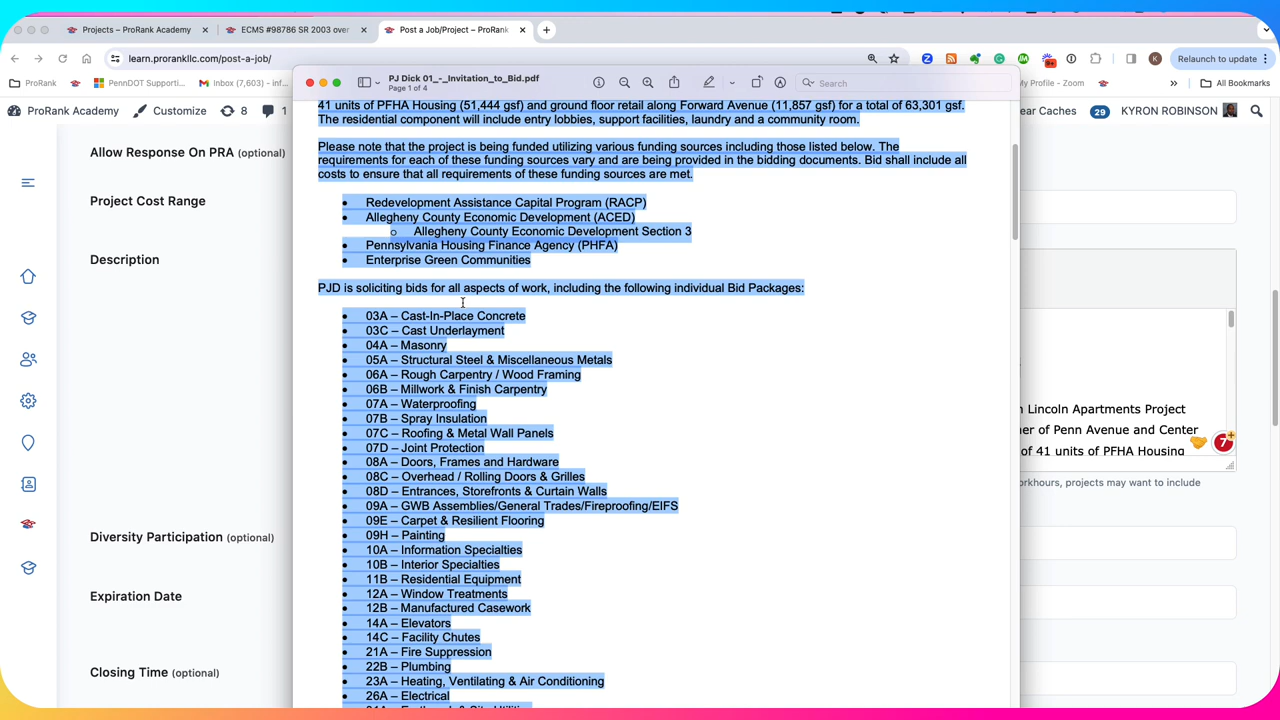 Projects – ProRank Academy
ECMS #98786 SR 2003 over
Post a Job/Project – ProRank
learn.prorankllc.com/post-a-job/
Relaunch to update
ProRank
PennDOT Supporti...
Inbox (7,603) - inf...
My Profile - Zoom
All Bookmarks
ProRank Academy
Customize
8
1
ear Caches
29
KYRON ROBINSON
PJ Dick 01_-_Invitation_to_Bid.pdf
Page 1 of 4
Search
Allow Response On PRA (optional)
Project Cost Range
Description
Diversity Participation (optional)
Expiration Date
Closing Time (optional)
41 units of PFHA Housing (51,444 gsf) and ground floor retail along Forward Avenue (11,857 gsf) for a total of 63,301 gsf.
The residential component will include entry lobbies, support facilities, laundry and a community room.
Please note that the project is being funded utilizing various funding sources including those listed below. The
requirements for each of these funding sources vary and are being provided in the bidding documents. Bid shall include all
costs to ensure that all requirements of these funding sources are met.
• Redevelopment Assistance Capital Program (RACP)
• Allegheny County Economic Development (ACED)
o Allegheny County Economic Development Section 3
• Pennsylvania Housing Finance Agency (PHFA)
• Enterprise Green Communities
PJD is soliciting bids for all aspects of work, including the following individual Bid Packages:
• 03A – Cast-In-Place Concrete
• 03C – Cast Underlayment
• 04A – Masonry
• 05A – Structural Steel & Miscellaneous Metals
• 06A – Rough Carpentry / Wood Framing
• 06B – Millwork & Finish Carpentry
• 07A – Waterproofing
• 07B – Spray Insulation
• 07C – Roofing & Metal Wall Panels
• 07D – Joint Protection
• 08A – Doors, Frames and Hardware
• 08C – Overhead / Rolling Doors & Grilles
• 08D – Entrances, Storefronts & Curtain Walls
• 09A – GWB Assemblies/General Trades/Fireproofing/EIFS
• 09E – Carpet & Resilient Flooring
• 09H – Painting
• 10A – Information Specialties
• 10B – Interior Specialties
• 11B – Residential Equipment
• 12A – Window Treatments
• 12B – Manufactured Casework
• 14A – Elevators
• 14C – Facility Chutes
• 21A – Fire Suppression
• 22B – Plumbing
• 23A – Heating, Ventilating & Air Conditioning
• 26A – Electrical
n Lincoln Apartments Project
ner of Penn Avenue and Center
of 41 units of PFHA Housing
7
workhours, projects may want to include